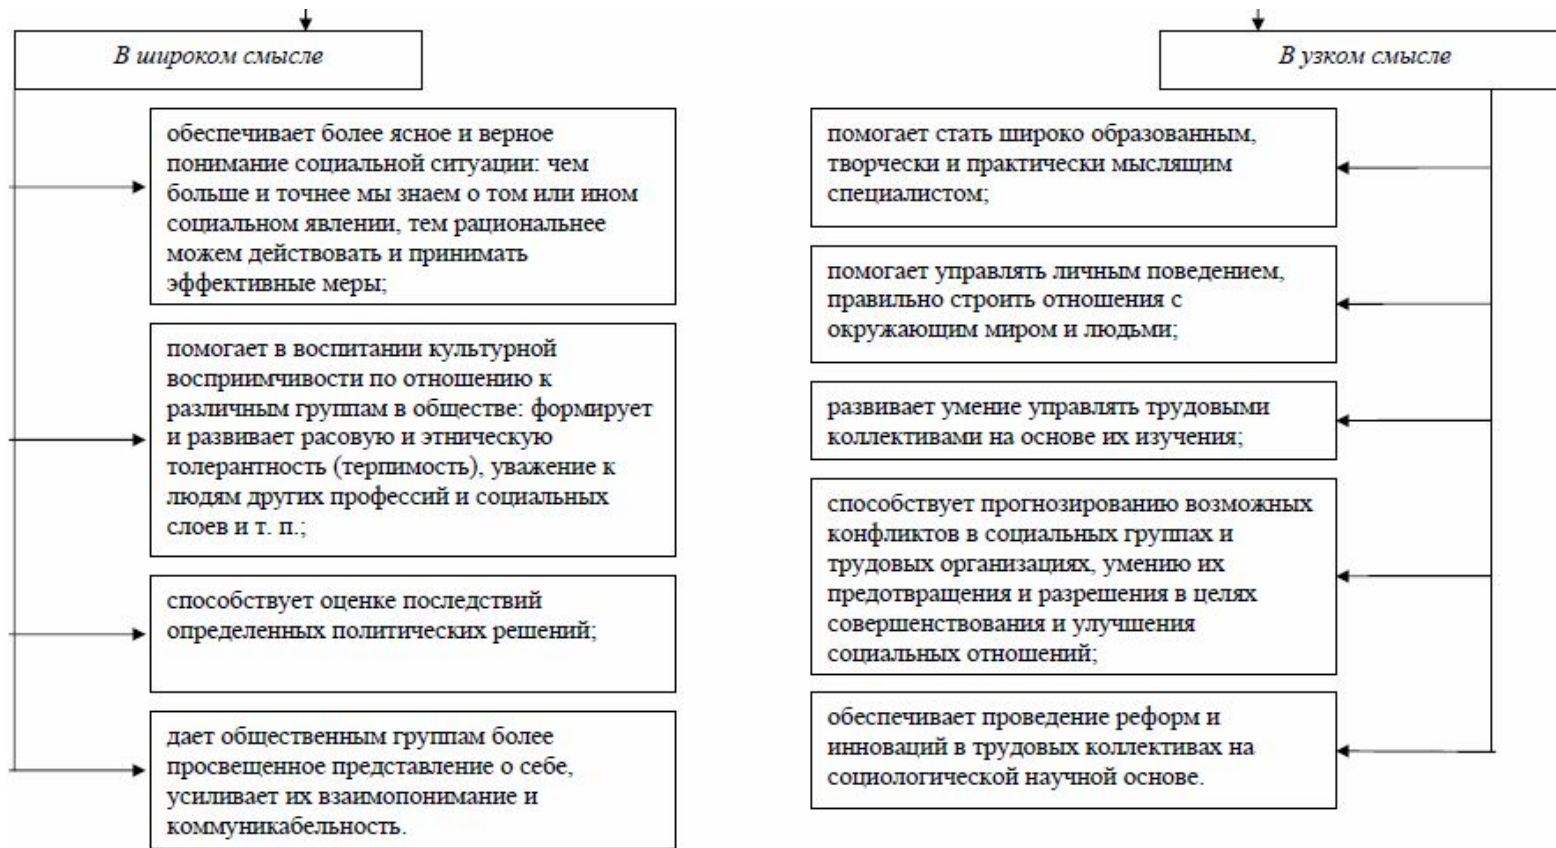 В широком смысле
обеспечивает более ясное и верное
понимание социальной ситуации: чем
больше и точнее мы знаем о том или ином
социальном явлении, тем рациональнее
можем действовать и принимать
эффективные меры;
помогает в воспитании культурной
восприимчивости по отношению к
различным группам в обществе: формирует
и развивает расовую и этническую
толерантность (терпимость), уважение к
людям других профессий и социальных
слоев и т. п.;
способствует оценке последствий
определенных политических решений;
дает общественным группам более
просвещенное представление о себе,
усиливает их взаимопонимание и
коммуникабельность.
В узком смысле
помогает стать широко образованным,
творчески и практически мыслящим
специалистом;
помогает управлять личным поведением,
правильно строить отношения с
окружающим миром и людьми;
развивает умение управлять трудовыми
коллективами на основе их изучения;
способствует прогнозированию возможных
конфликтов в социальных группах и
трудовых организациях, умению их
предотвращения и разрешения в целях
совершенствования и улучшения
социальных отношений;
обеспечивает проведение реформ и
инноваций в трудовых коллективах на
социологической научной основе.